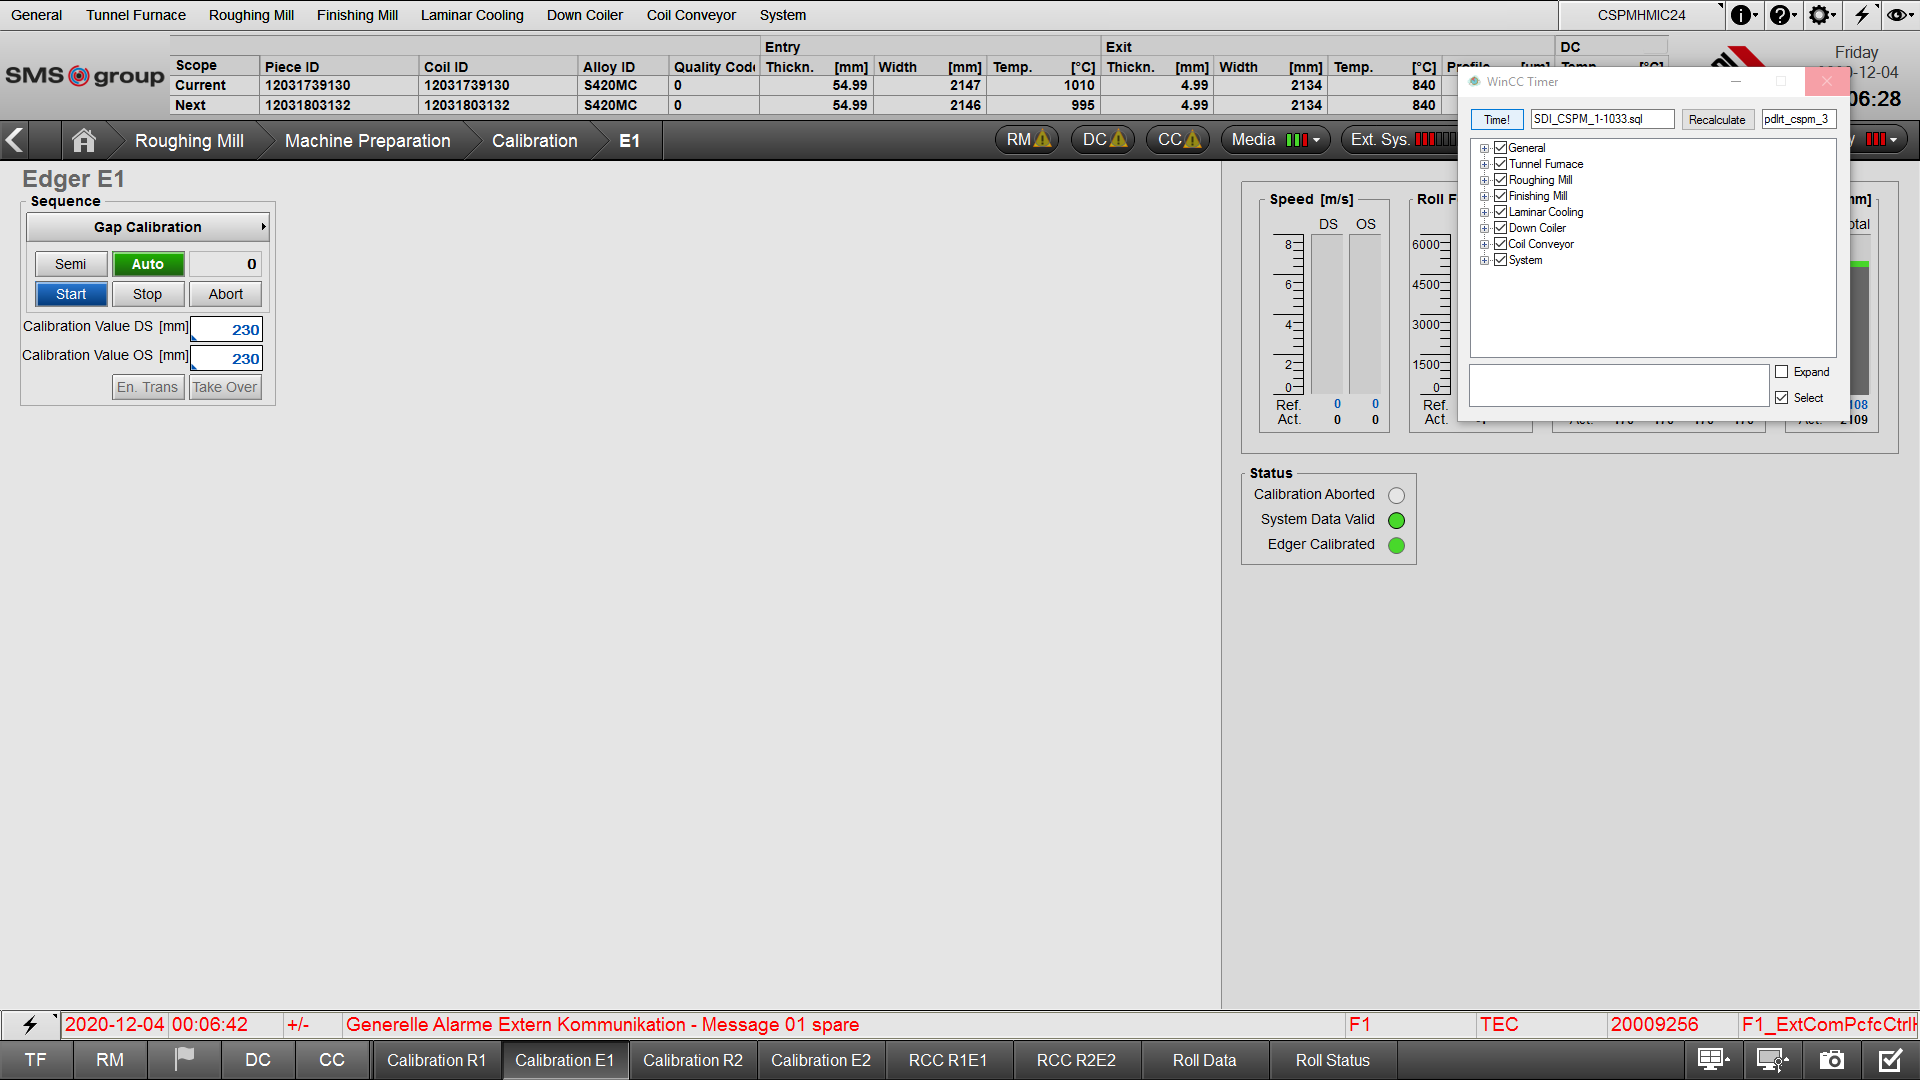 General Tunnel Furnace Roughing Mill Finishing Mill Laminar Cooling Down Coiler Coil Conveyor System CSPMHMIC24
SMS group
Entry Exit DC
Scope Piece ID Coil ID Alloy ID Quality Code Thickn. [mm] Width [mm] Temp. [°C] Thickn. [mm] Width [mm] Temp. [°C]
Current 12031739130 12031739130 S420MC 0 54.99 2147 1010 4.99 2134 840
Next 12031803132 12031803132 S420MC 0 54.99 2146 995 4.99 2134 840
Friday
-12-04
06:28
Roughing Mill Machine Preparation Calibration E1 RM DC CC Media Ext. Sys.
WinCC Timer
Time! SDI_CSPM_1-1033.sql Recalculate pdlrt_cspm_3
General
Tunnel Furnace
Roughing Mill
Finishing Mill
Laminar Cooling
Down Coiler
Coil Conveyor
System
Expand
Select
Edger E1
Sequence
Gap Calibration
Semi Auto 0
Start Stop Abort
Calibration Value DS [mm] 230
Calibration Value OS [mm] 230
En. Trans Take Over
Speed [m/s]
DS OS
8
6
4
2
0
Ref. 0 0
Act. 0 0
Roll F
6000
4500
3000
1500
0
Ref.
Act.
mm]
otal
108
2109
Status
Calibration Aborted
System Data Valid
Edger Calibrated
2020-12-04 00:06:42 +/- Generelle Alarme Extern Kommunikation - Message 01 spare F1 TEC 20009256 F1_ExtComPcfcCtrl
TF RM DC CC Calibration R1 Calibration E1 Calibration R2 Calibration E2 RCC R1E1 RCC R2E2 Roll Data Roll Status